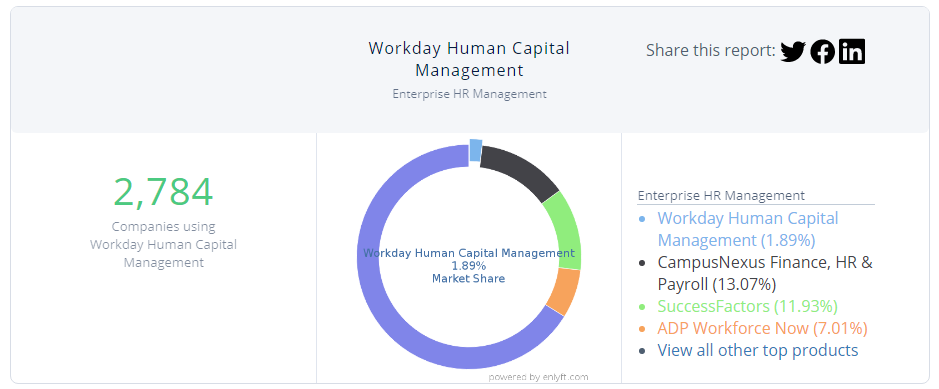 Workday Human Capital
Management
Enterprise HR Management
Share this report:
2,784
Companies using
Workday Human Capital
Management
Workday Human Capital Management
1.89%
Market Share
powered by enlyft.com
Enterprise HR Management
Workday Human Capital
Management (1.89%)
CampusNexus Finance, HR &
Payroll (13.07%)
SuccessFactors (11.93%)
ADP Workforce Now (7.01%)
View all other top products